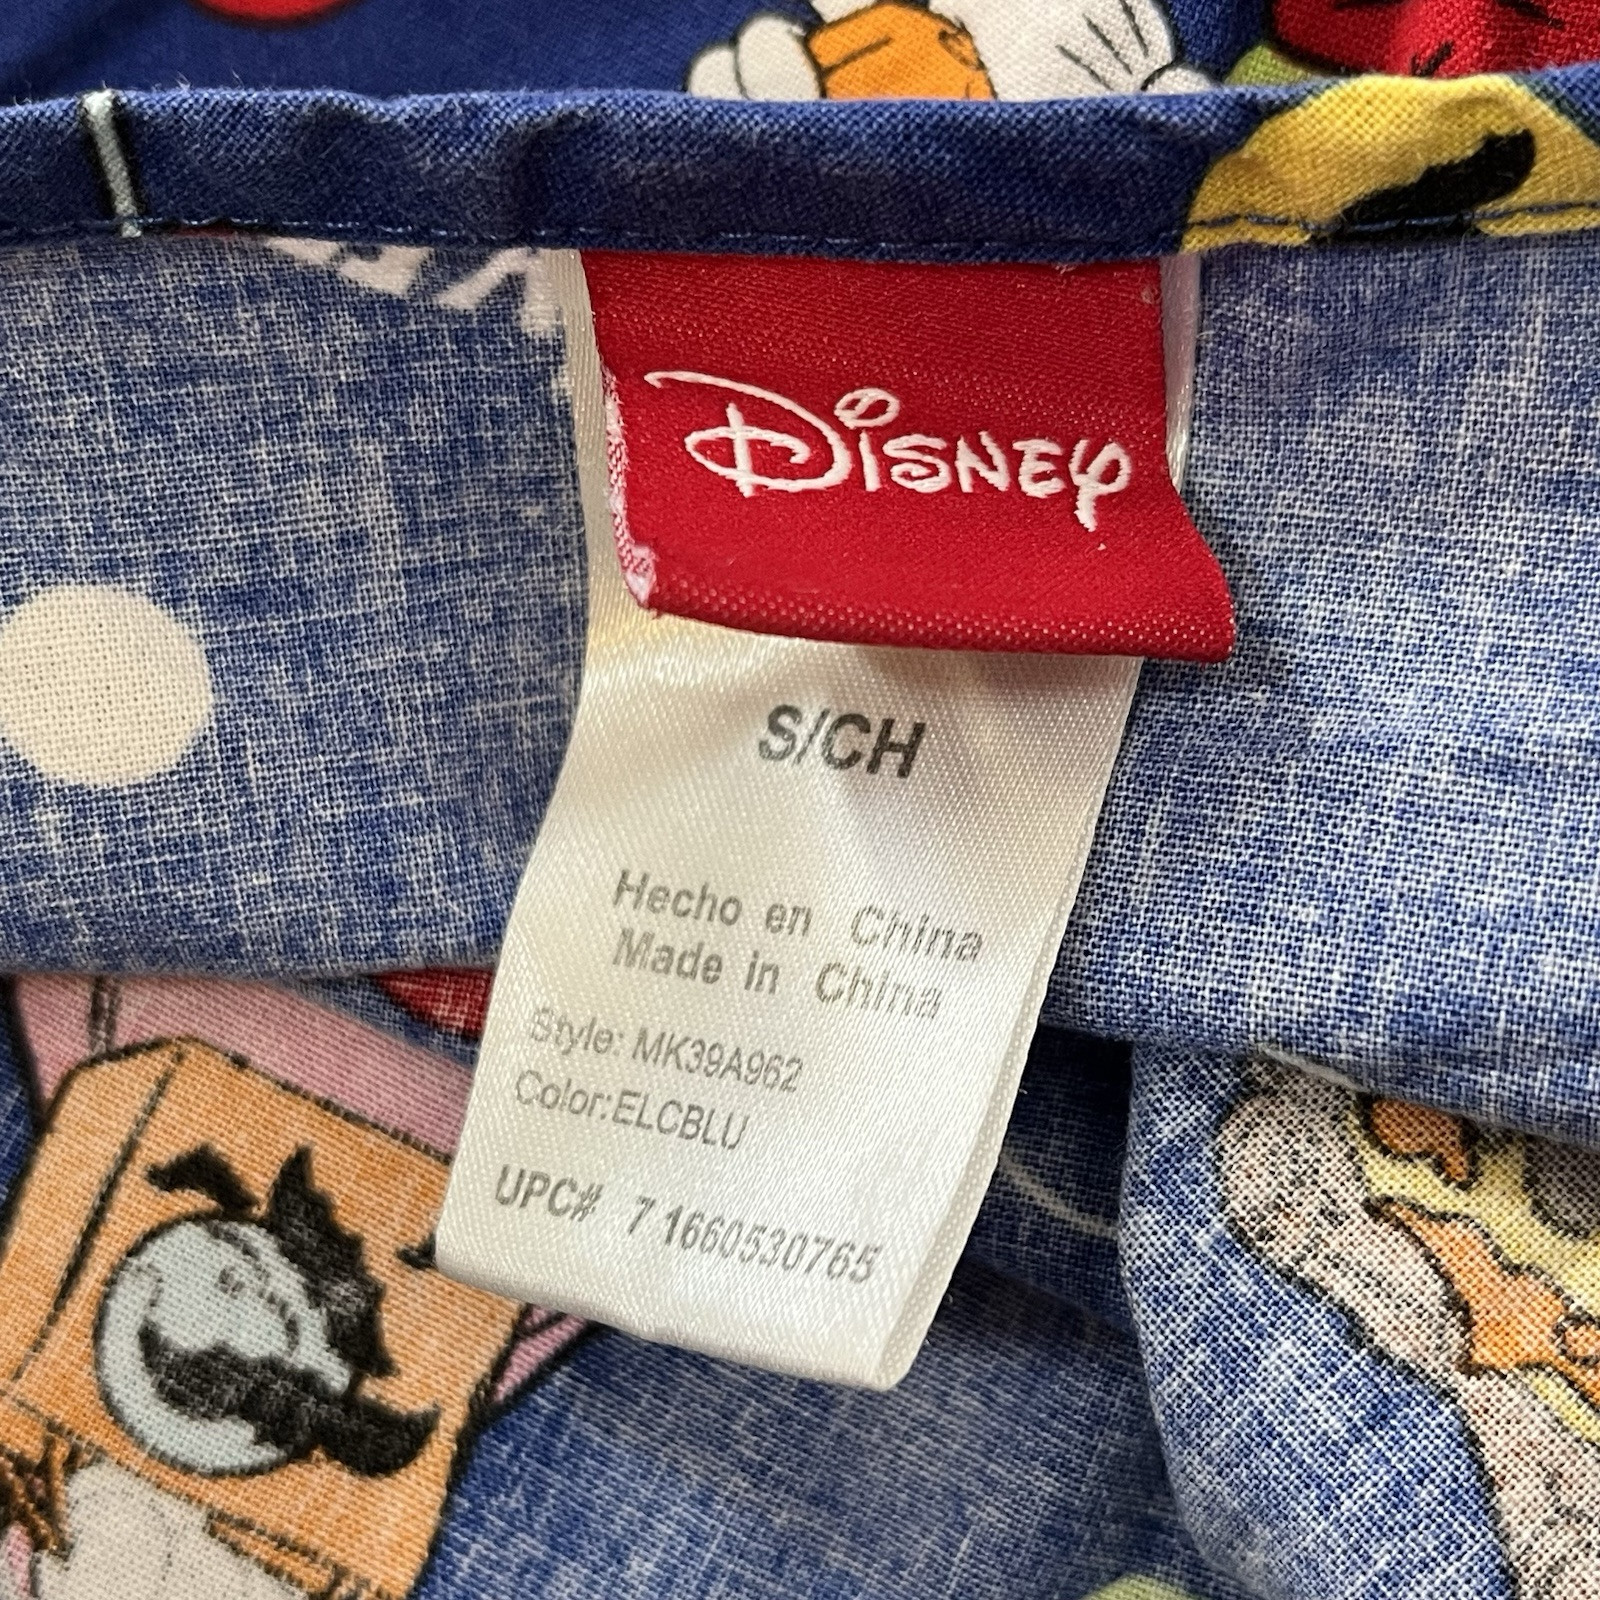 Disney
S/CH
Hecho en China
Made in China
Style: MK39A962
Color:ELCBLU
UPC# 7 1660530765